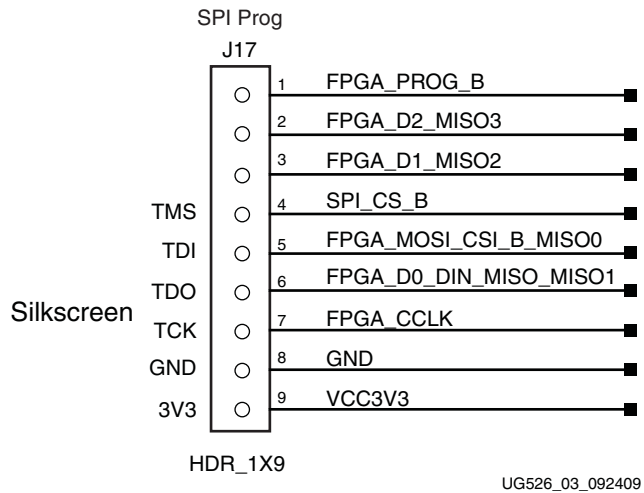 SPI Prog
J17
1 FPGA_PROG_B
2 FPGA_D2_MISO3
3 FPGA_D1_MISO2
TMS 4 SPI_CS_B
TDI 5 FPGA_MOSI_CSI_B_MISO0
TDO 6 FPGA_D0_DIN_MISO_MISO1
Silkscreen
TCK 7 FPGA_CCLK
GND 8 GND
3V3 9 VCC3V3
HDR_1X9
UG526_03_092409